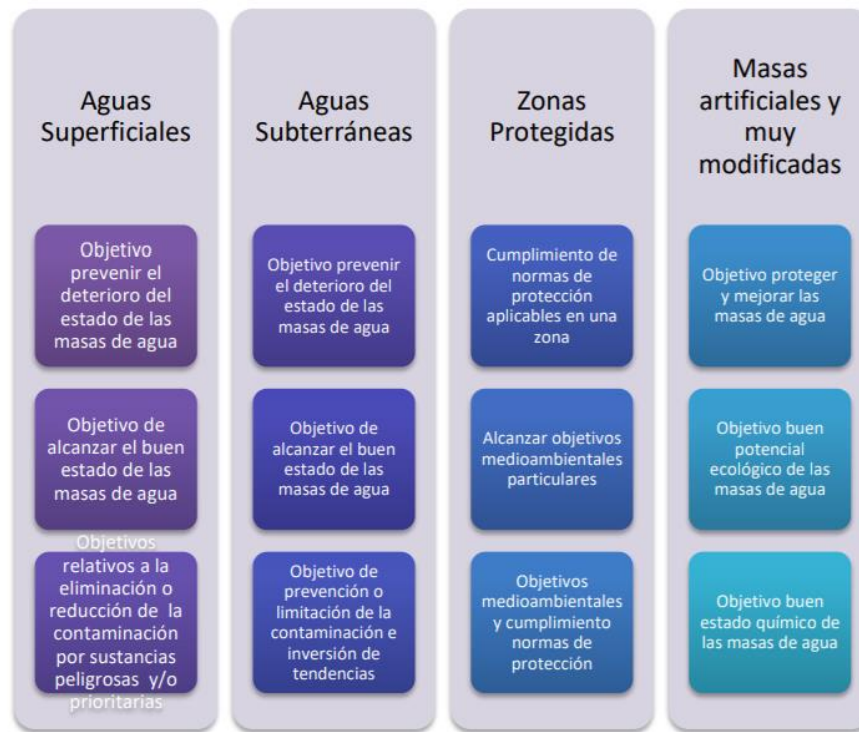 Aguas
Superficiales
Objetivo
prevenir el
deterioro del
estado de las
masas de agua
Objetivo de
alcanzar el buen
estado de las
masas de agua
Objetivos
relativos a la
eliminación o
reducción de la
contaminación
por sustancias
peligrosas y/o
prioritarias
Aguas
Subterráneas
Objetivo prevenir
el deterioro del
estado de las
masas de agua
Objetivo de
alcanzar el buen
estado de las
masas de agua
Objetivo de
prevención o
limitación de la
contaminación e
inversión de
tendencias
Zonas
Protegidas
Cumplimiento de
normas de
protección
aplicables en una
zona
Alcanzar objetivos
medioambientales
particulares
Objetivos
medioambientales
y cumplimiento
normas de
protección
Masas
artificiales y
muy
modificadas
Objetivo proteger
y mejorar las
masas de agua
Objetivo buen
potencial
ecológico de las
masas de agua
Objetivo buen
estado químico de
las masas de agua